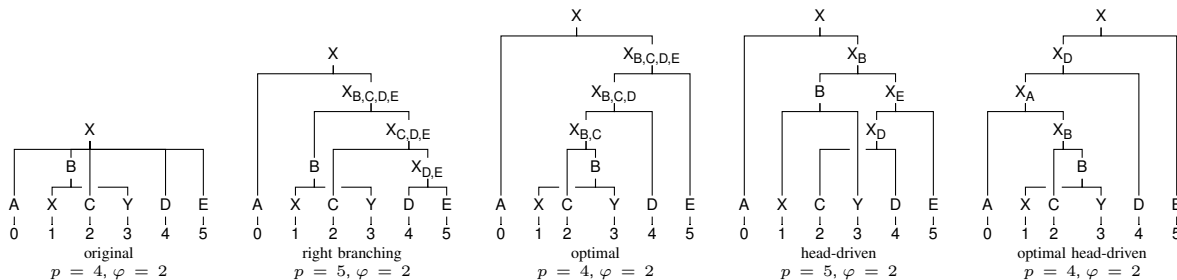 X
X
X
X_B,C,D,E
X_B
X_D
X
X_B,C,D,E
X_B,C,D
B
X_E
X_A
X
X_C,D,E
X_B,C
X_D
X_B
B
B
X_D,E
B
B
A X C Y D E
0 1 2 3 4 5
original
p = 4, φ = 2
A X C Y D E
0 1 2 3 4 5
right branching
p = 5, φ = 2
A X C Y D E
0 1 2 3 4 5
optimal
p = 4, φ = 2
A X C Y D E
0 1 2 3 4 5
head-driven
p = 5, φ = 2
A X C Y D E
0 1 2 3 4 5
optimal head-driven
p = 4, φ = 2